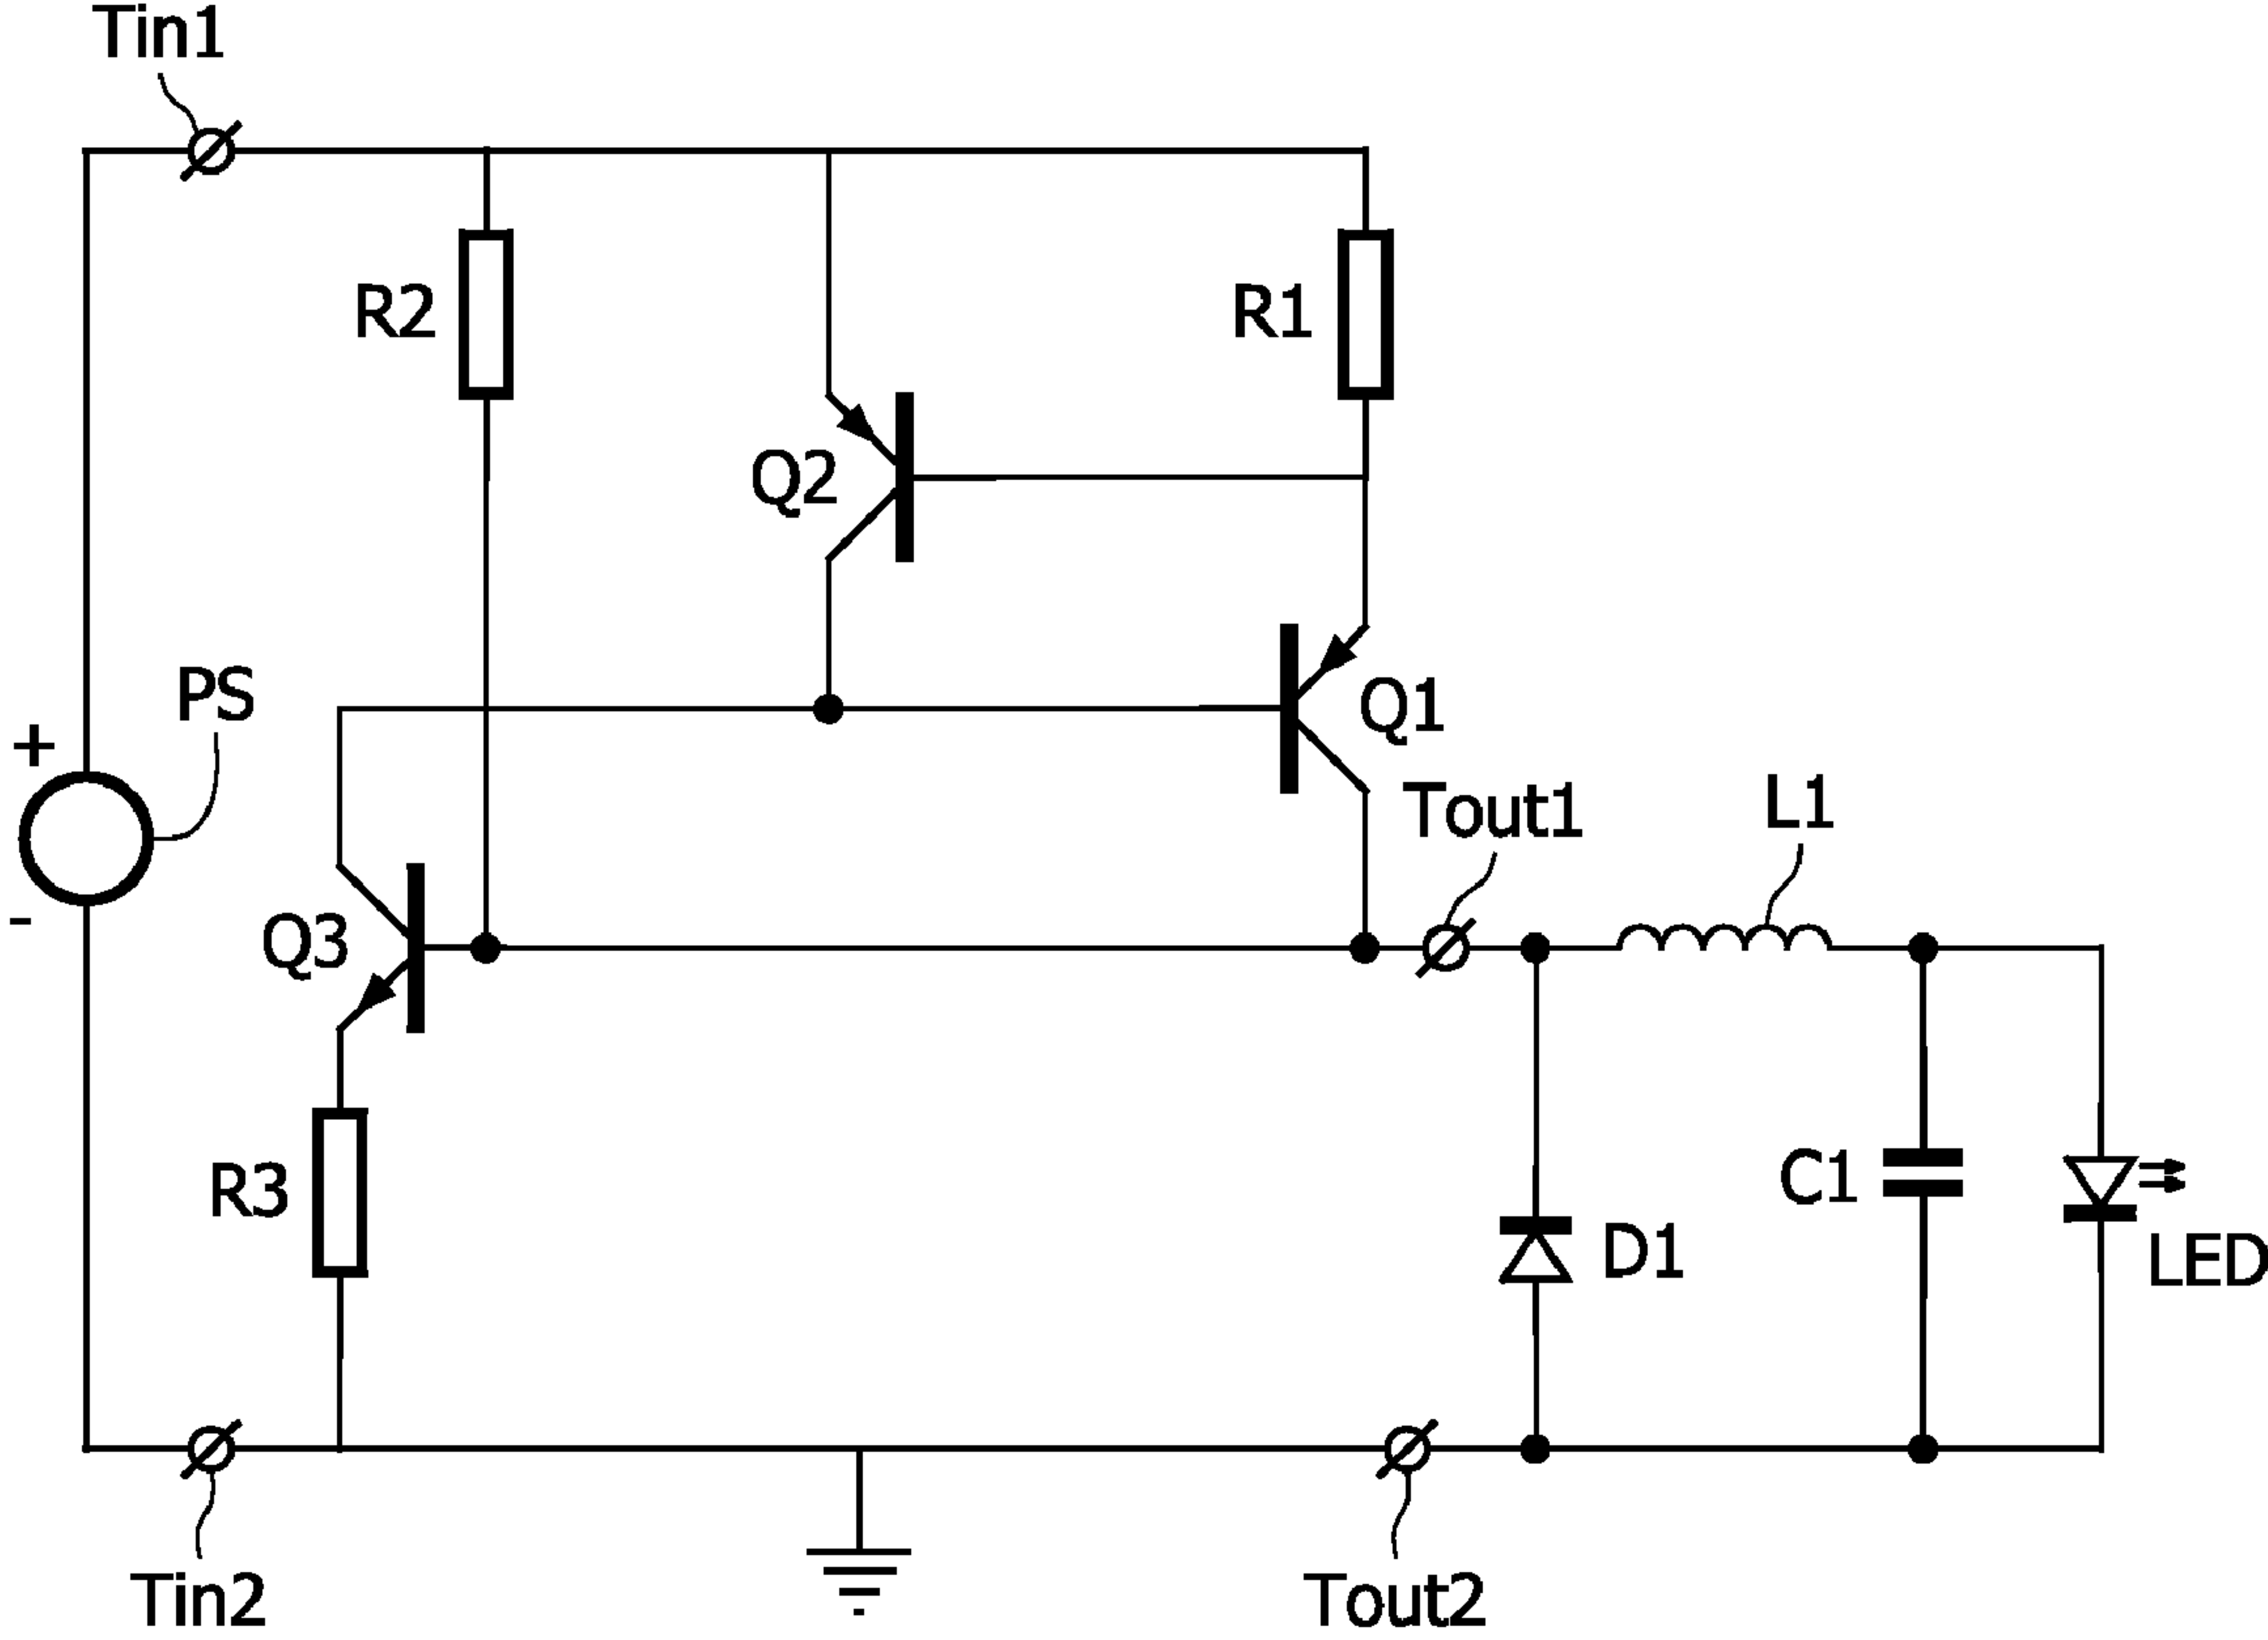 Tin1
R2
R1
Q2
PS
Q1
+
Tout1
L1
-
Q3
R3
C1
D1
LED
Tin2
Tout2